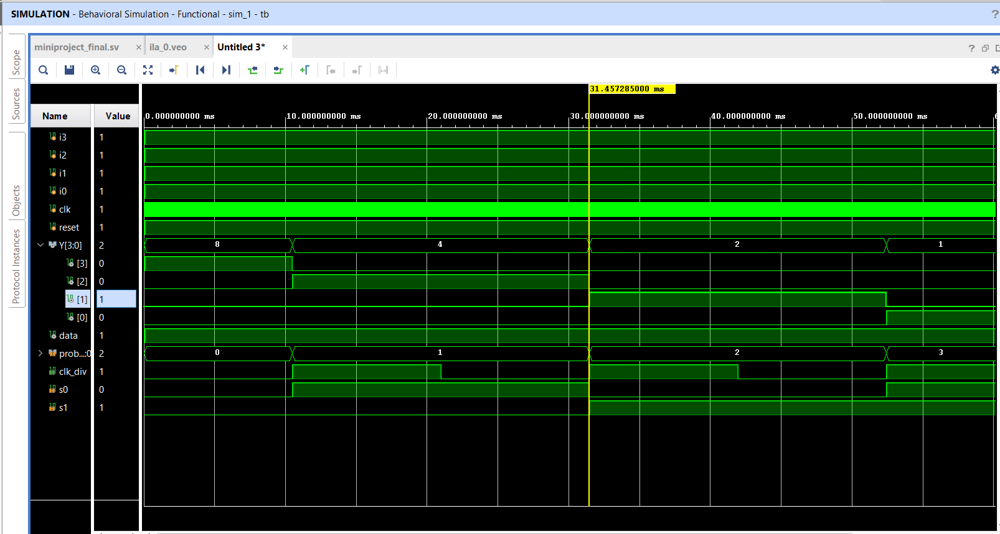 SIMULATION - Behavioral Simulation - Functional - sim_1 - tb
?
Scope
Sources
Objects
Protocol Instances
miniproject_final.sv ×
ila_0.veo ×
Untitled 3* ×
?
31.457285000 ms
Name Value
0.000000000 ms 10.000000000 ms 20.000000000 ms 30.000000000 ms 40.000000000 ms 50.000000000 ms 6
i3 1
i2 1
i1 1
i0 1
clk 1
reset 1
Y[3:0] 2 8 4 2 1
[3] 0
[2] 0
[1] 1
[0] 0
data 1
prob...:0 2 0 1 2 3
clk_div 1
s0 0
s1 1